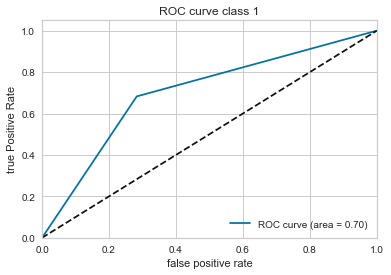 ROC curve class 1
true Positive Rate
1.0
0.8
0.6
0.4
0.2
0.0
ROC curve (area = 0.70)
0.0 0.2 0.4 0.6 0.8 1.0
false positive rate